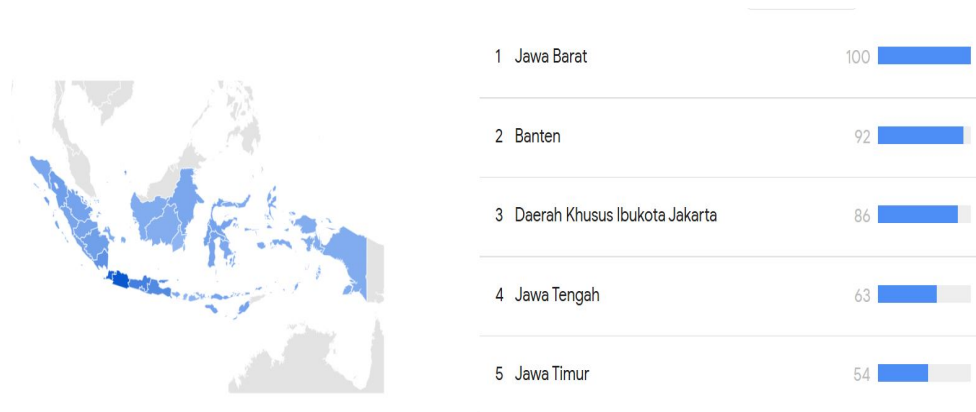 1 Jawa Barat 100
2 Banten 92
3 Daerah Khusus Ibukota Jakarta 86
4 Jawa Tengah 63
5 Jawa Timur 54